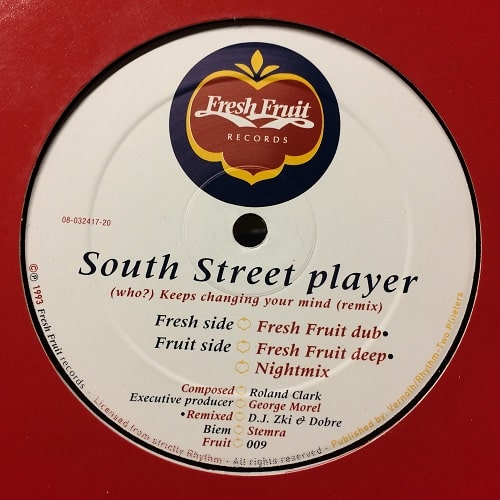 Fresh Fruit
RECORDS
08-032417-20
South Street player
(who?) Keeps changing your mind (remix)
Fresh side Fresh Fruit dub•
Fruit side Fresh Fruit deep•
Nightmix
Composed Roland Clark
Executive producer George Morel
•Remixed D.J. Zki & Dobre
Biem Stemra
Fruit 009
©℗ 1993 Fresh Fruit records - Licensed from strictly Rhythm - All rights reserved - Published by: Varnolh/Rhythm-Two Pfileters